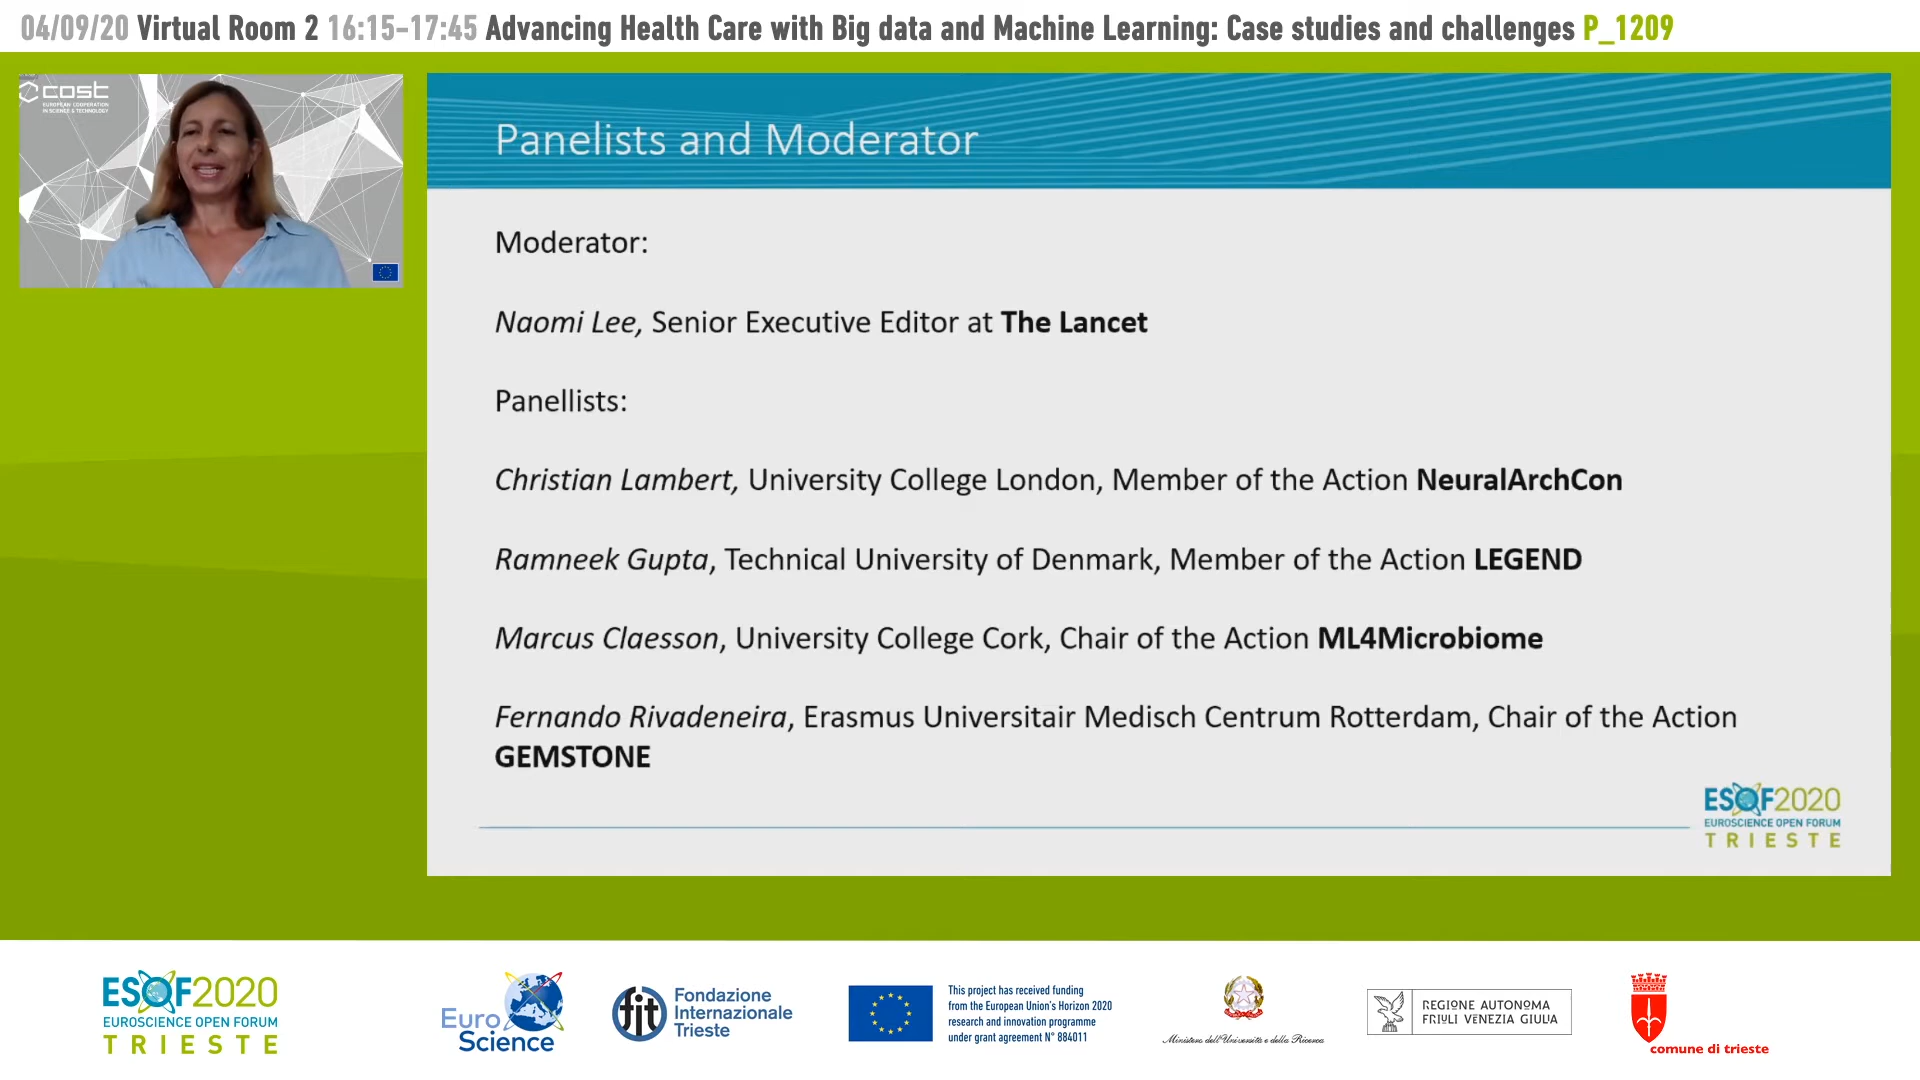 04/09/20 Virtual Room 2 16:15-17:45 Advancing Health Care with Big data and Machine Learning: Case studies and challenges P_1209
cost
EUROPEAN COOPERATION
IN SCIENCE & TECHNOLOGY
Panelists and Moderator
Moderator:
Naomi Lee, Senior Executive Editor at The Lancet
Panellists:
Christian Lambert, University College London, Member of the Action NeuralArchCon
Ramneek Gupta, Technical University of Denmark, Member of the Action LEGEND
Marcus Claesson, University College Cork, Chair of the Action ML4Microbiome
Fernando Rivadeneira, Erasmus Universitair Medisch Centrum Rotterdam, Chair of the Action
GEMSTONE
ESOF2020
EUROSCIENCE OPEN FORUM
TRIESTE
ESOF2020
EUROSCIENCE OPEN FORUM
TRIESTE
Euro
Science
fit
Fondazione
Internazionale
Trieste
This project has received funding
from the European Union's Horizon 2020
research and innovation programme
under grant agreement N° 884011
Ministero dell'Università e della Ricerca
REGIONE AUTONOMA
FRIULI VENEZIA GIULIA
comune di trieste